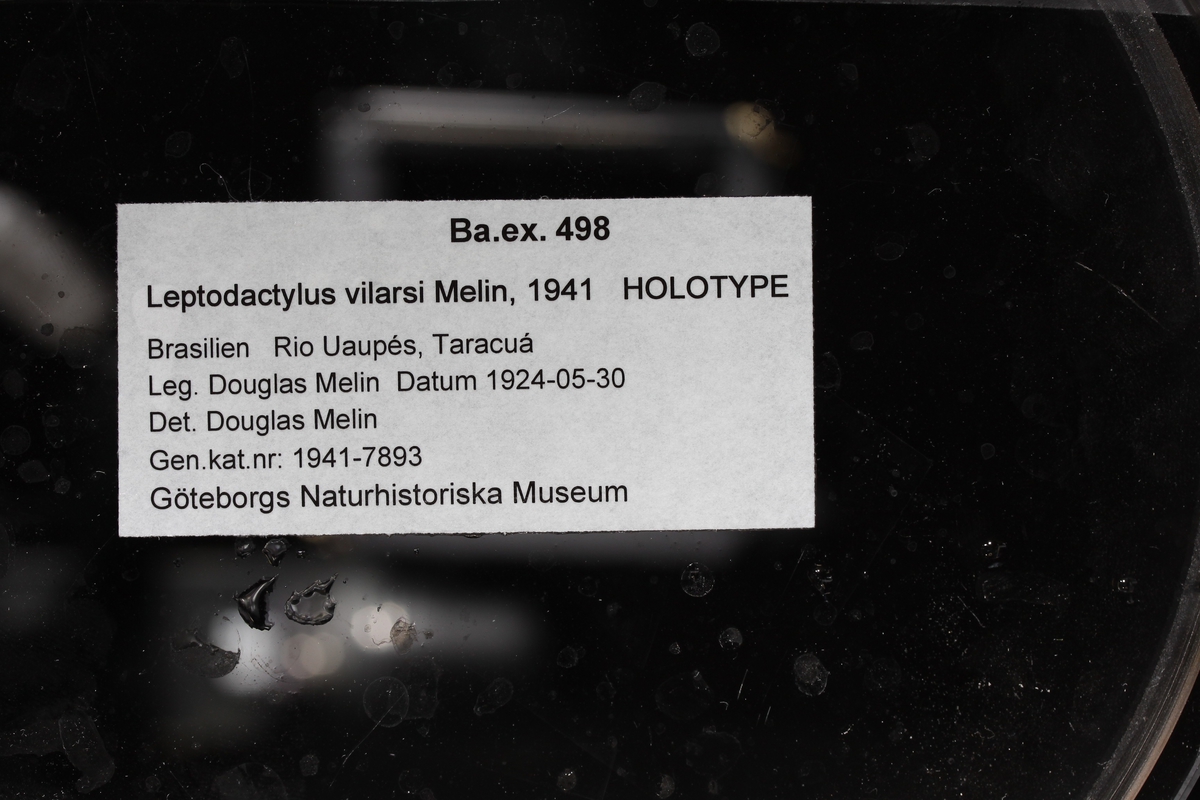 Ba.ex. 498
Leptodactylus vilarsi Melin, 1941 HOLOTYPE
Brasilien Rio Uaupés, Taracuá
Leg. Douglas Melin Datum 1924-05-30
Det. Douglas Melin
Gen.kat.nr: 1941-7893
Göteborgs Naturhistoriska Museum